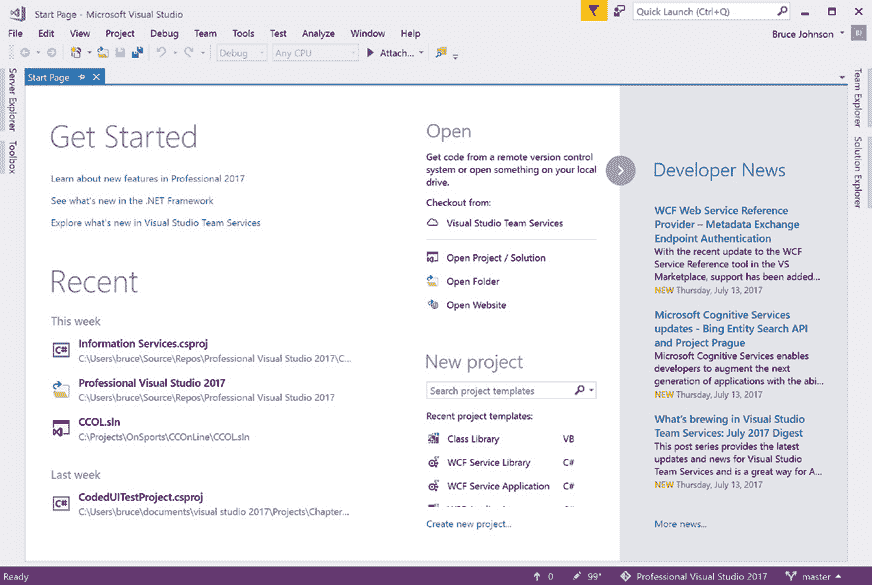 Start Page - Microsoft Visual Studio
Quick Launch (Ctrl+Q)
File Edit View Project Debug Team Tools Test Analyze Window Help
Bruce Johnson
BJ
Debug Any CPU Attach...
Server Explorer
Toolbox
Start Page
Team Explorer
Solution Explorer
Get Started
Learn about new features in Professional 2017
See what's new in the .NET Framework
Explore what's new in Visual Studio Team Services
Recent
This week
Information Services.csproj
C:\Users\bruce\Source\Repos\Professional Visual Studio 2017\C...
Professional Visual Studio 2017
C:\Users\bruce\Source\Repos\Professional Visual Studio 2017
CCOL.sln
C:\Projects\OnSports\CCOnLine\CCOL.sln
Last week
CodedUITestProject.csproj
C:\Users\bruce\documents\visual studio 2017\Projects\Chapter...
Open
Get code from a remote version control
system or open something on your local
drive.
Checkout from:
Visual Studio Team Services
Open Project / Solution
Open Folder
Open Website
New project
Search project templates
Recent project templates:
Class Library VB
WCF Service Library C#
WCF Service Application C#
Create new project...
Developer News
WCF Web Service Reference
Provider – Metadata Exchange
Endpoint Authentication
With the recent update to the WCF
Service Reference tool in the VS
Marketplace, support has been added...
NEW Thursday, July 13, 2017
Microsoft Cognitive Services
updates - Bing Entity Search API
and Project Prague
Microsoft Cognitive Services enables
developers to augment the next
generation of applications with the abi...
NEW Thursday, July 13, 2017
What's brewing in Visual Studio
Team Services: July 2017 Digest
This post series provides the latest
updates and news for Visual Studio
Team Services and is a great way for A...
NEW Thursday, July 13, 2017
More news...
Ready 0 99* Professional Visual Studio 2017 master